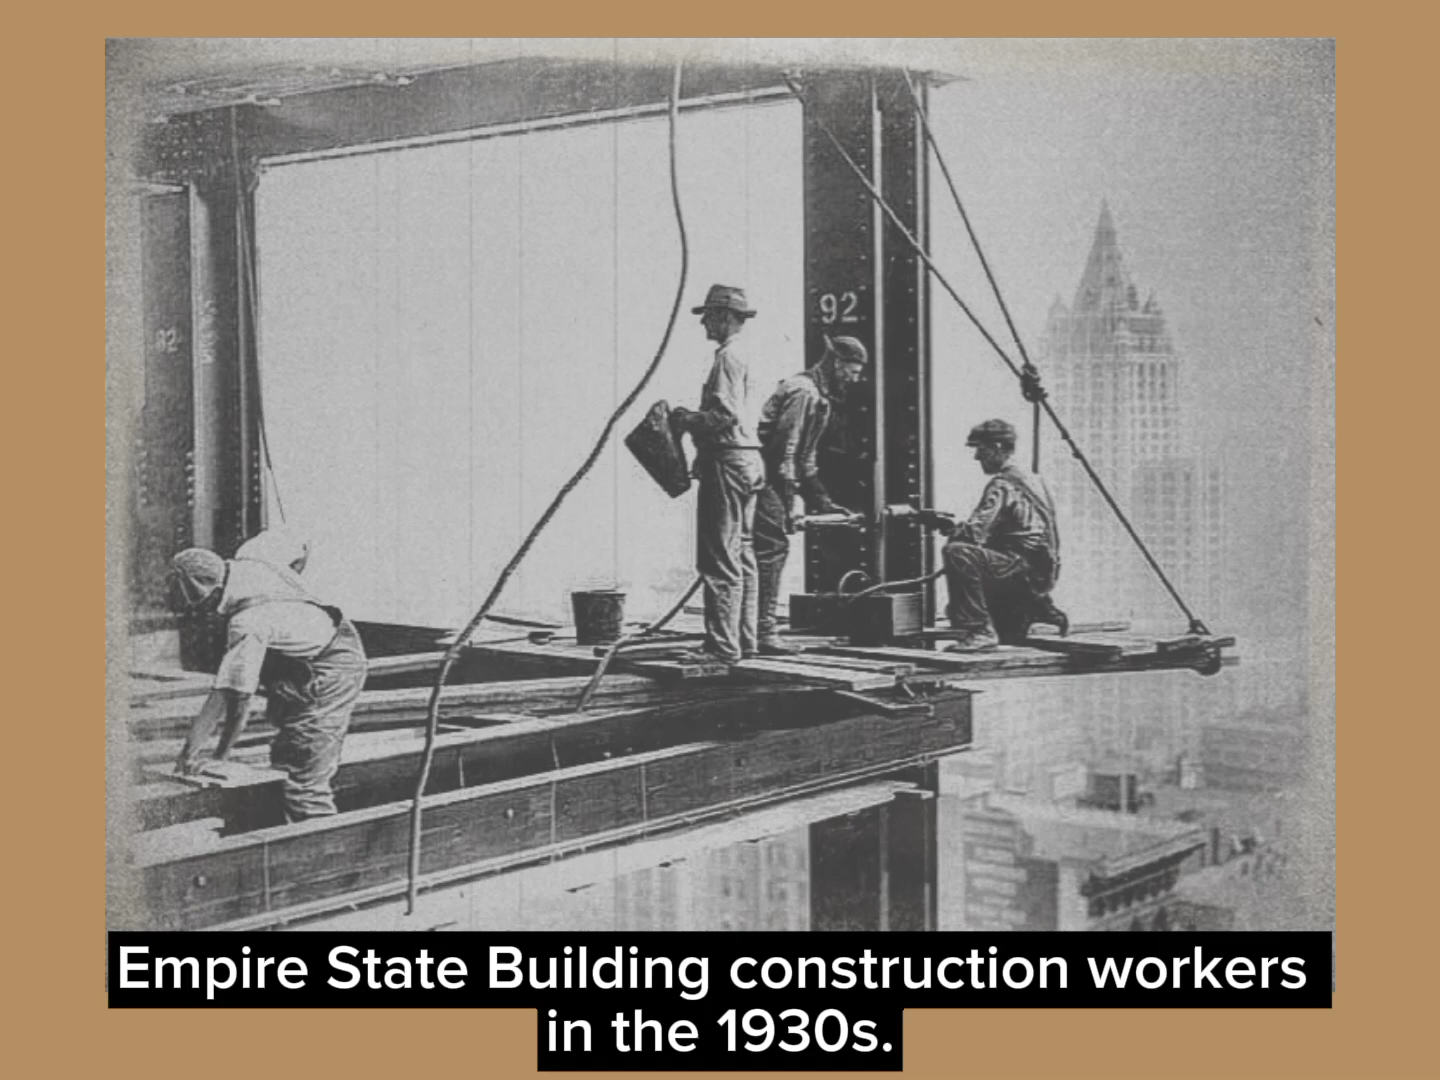 92
92
Empire State Building construction workers
in the 1930s.